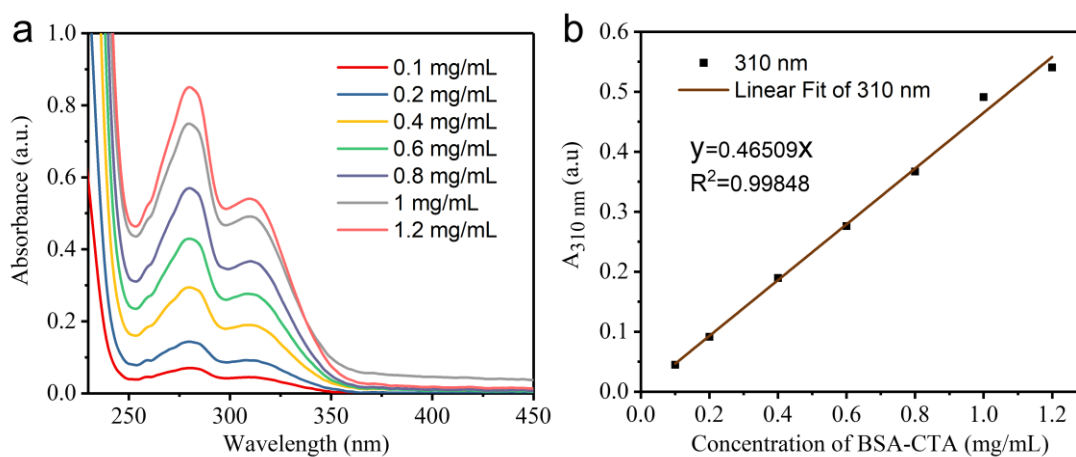 a
1.0
0.8
0.6
0.4
0.2
0.0
Absorbance (a.u.)
0.1 mg/mL
0.2 mg/mL
0.4 mg/mL
0.6 mg/mL
0.8 mg/mL
1 mg/mL
1.2 mg/mL
250 300 350 400 450
Wavelength (nm)
b
0.6
0.5
0.4
0.3
0.2
0.1
0.0
A310 nm (a.u)
310 nm
Linear Fit of 310 nm
y=0.46509x
R²=0.99848
0.0 0.2 0.4 0.6 0.8 1.0 1.2
Concentration of BSA-CTA (mg/mL)